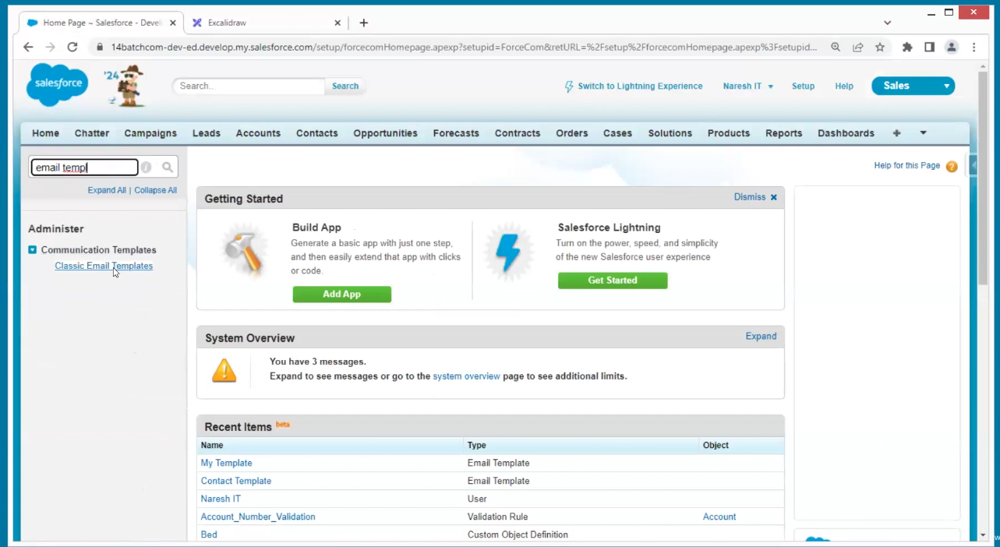 Home Page ~ Salesforce - Devel
Excalidraw
14batchcom-dev-ed.develop.my.salesforce.com/setup/forcecomHomepage.apexp?setupid=ForceCom&retURL=%2Fsetup%2FforcecomHomepage.apexp%3Fsetupid...
salesforce
'24
Search...
Search
Switch to Lightning Experience
Naresh IT
Setup
Help
Sales
Home Chatter Campaigns Leads Accounts Contacts Opportunities Forecasts Contracts Orders Cases Solutions Products Reports Dashboards +
email templ
Expand All | Collapse All
Administer
Communication Templates
Classic Email Templates
Help for this Page
Getting Started
Dismiss
Build App
Generate a basic app with just one step,
and then easily extend that app with clicks
or code.
Add App
Salesforce Lightning
Turn on the power, speed, and simplicity
of the new Salesforce user experience
Get Started
System Overview
Expand
You have 3 messages.
Expand to see messages or go to the system overview page to see additional limits.
Recent Items beta
Name Type Object
My Template Email Template
Contact Template Email Template
Naresh IT User
Account_Number_Validation Validation Rule Account
Bed Custom Object Definition